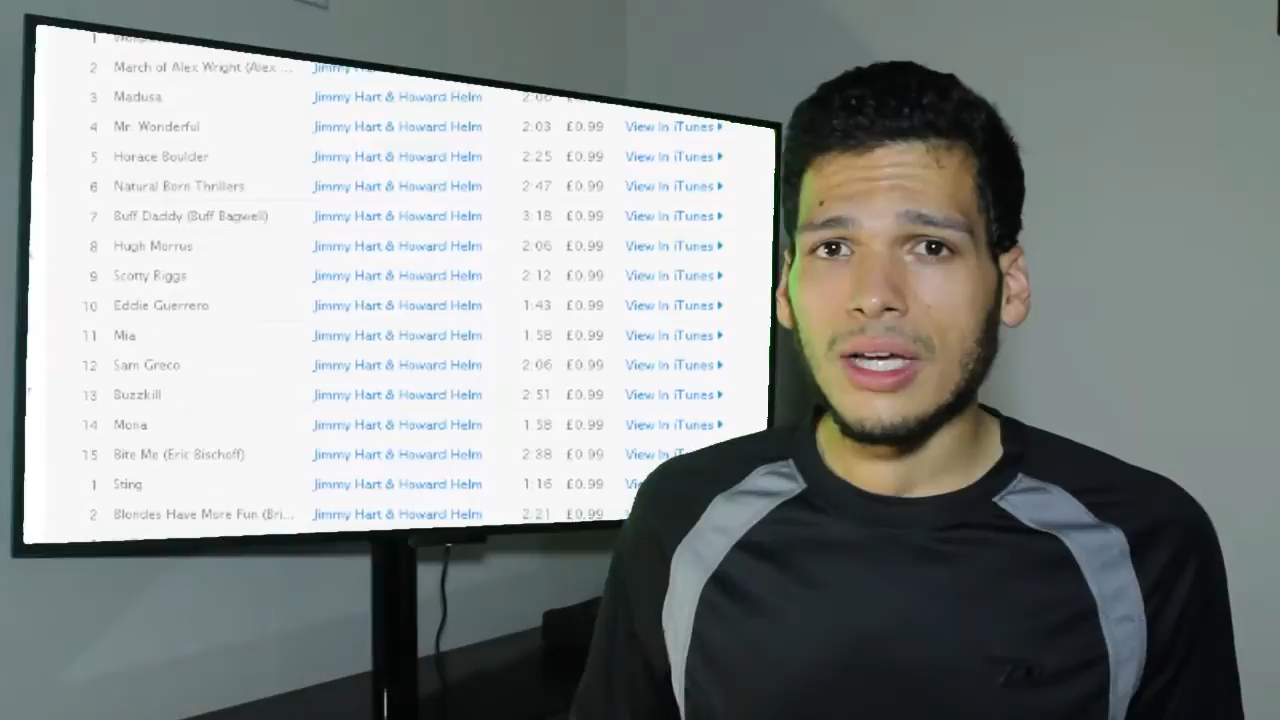 1
2 March of Alex Wright (Alex ... Jimmy
3 Madusa Jimmy Hart & Howard Helm 2:06
4 Mr. Wonderful Jimmy Hart & Howard Helm 2:03 £0.99 View In iTunes
5 Horace Boulder Jimmy Hart & Howard Helm 2:25 £0.99 View In iTunes
6 Natural Born Thrillers Jimmy Hart & Howard Helm 2:47 £0.99 View In iTunes
7 Buff Daddy (Buff Bagwell) Jimmy Hart & Howard Helm 3:18 £0.99 View In iTunes
8 Hugh Morrus Jimmy Hart & Howard Helm 2:06 £0.99 View In iTunes
9 Scotty Riggs Jimmy Hart & Howard Helm 2:12 £0.99 View In iTunes
10 Eddie Guerrero Jimmy Hart & Howard Helm 1:43 £0.99 View In iTunes
11 Mia Jimmy Hart & Howard Helm 1:58 £0.99 View In iTunes
12 Sam Greco Jimmy Hart & Howard Helm 2:06 £0.99 View In iTunes
13 Buzzkill Jimmy Hart & Howard Helm 2:51 £0.99 View In iTunes
14 Mona Jimmy Hart & Howard Helm 1:58 £0.99 View In iTunes
15 Bite Me (Eric Bischoff) Jimmy Hart & Howard Helm 2:38 £0.99 View In
1 Sting Jimmy Hart & Howard Helm 1:16 £0.99
2 Blondes Have More Fun (Bri... Jimmy Hart & Howard Helm 2:21 £0.99